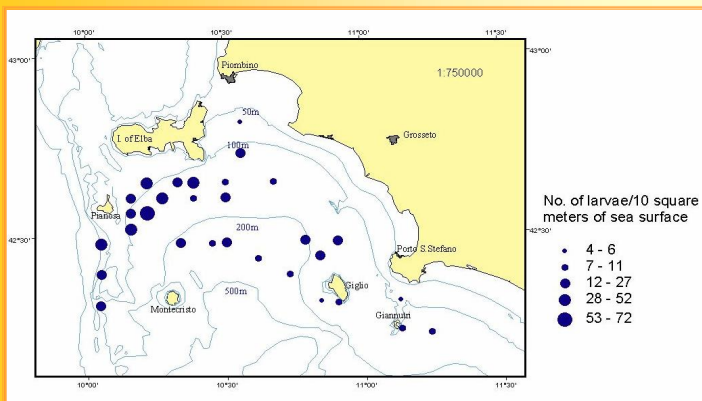 10°00' 10°30' 11°00' 11°30'
43°00' 43°00'
Piombino
1:750000
50m
I. of Elba
Grosseto
100m
Pianosa
200m
42°30' 42°30'
Porto S.Stefano
500m
Giglio
Montecristo
Giannutri
10°00' 10°30' 11°00' 11°30'
No. of larvae/10 square
meters of sea surface
4 - 6
7 - 11
12 - 27
28 - 52
53 - 72